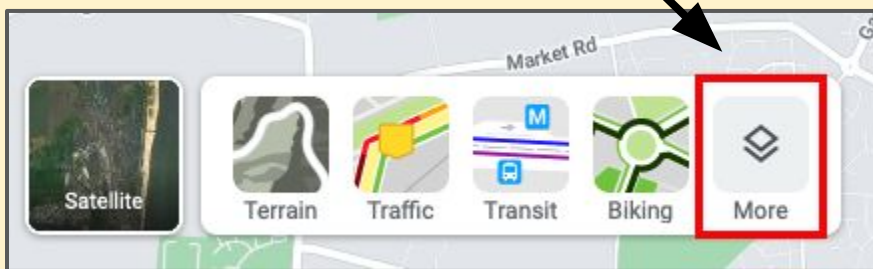 Market Rd
Satellite
Terrain
Traffic
M
Transit
Biking
More